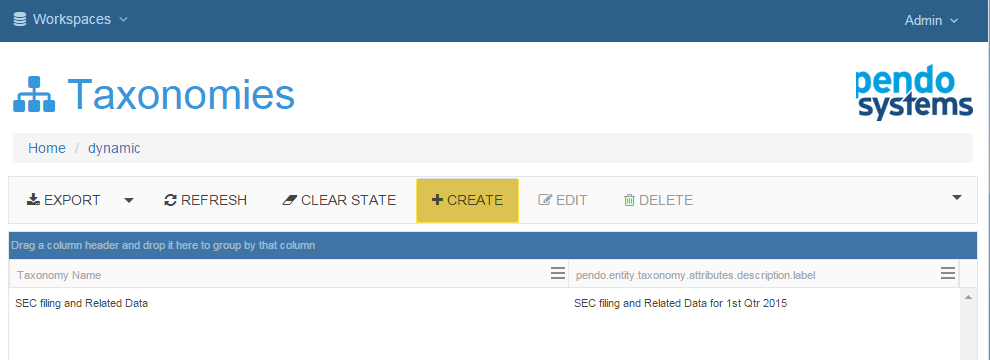 Workspaces Admin
Taxonomies
pendo
systems
Home / dynamic
EXPORT REFRESH CLEAR STATE CREATE EDIT DELETE
Drag a column header and drop it here to group by that column
Taxonomy Name pendo.entity.taxonomy.attributes.description.label
SEC filing and Related Data SEC filing and Related Data for 1st Qtr 2015